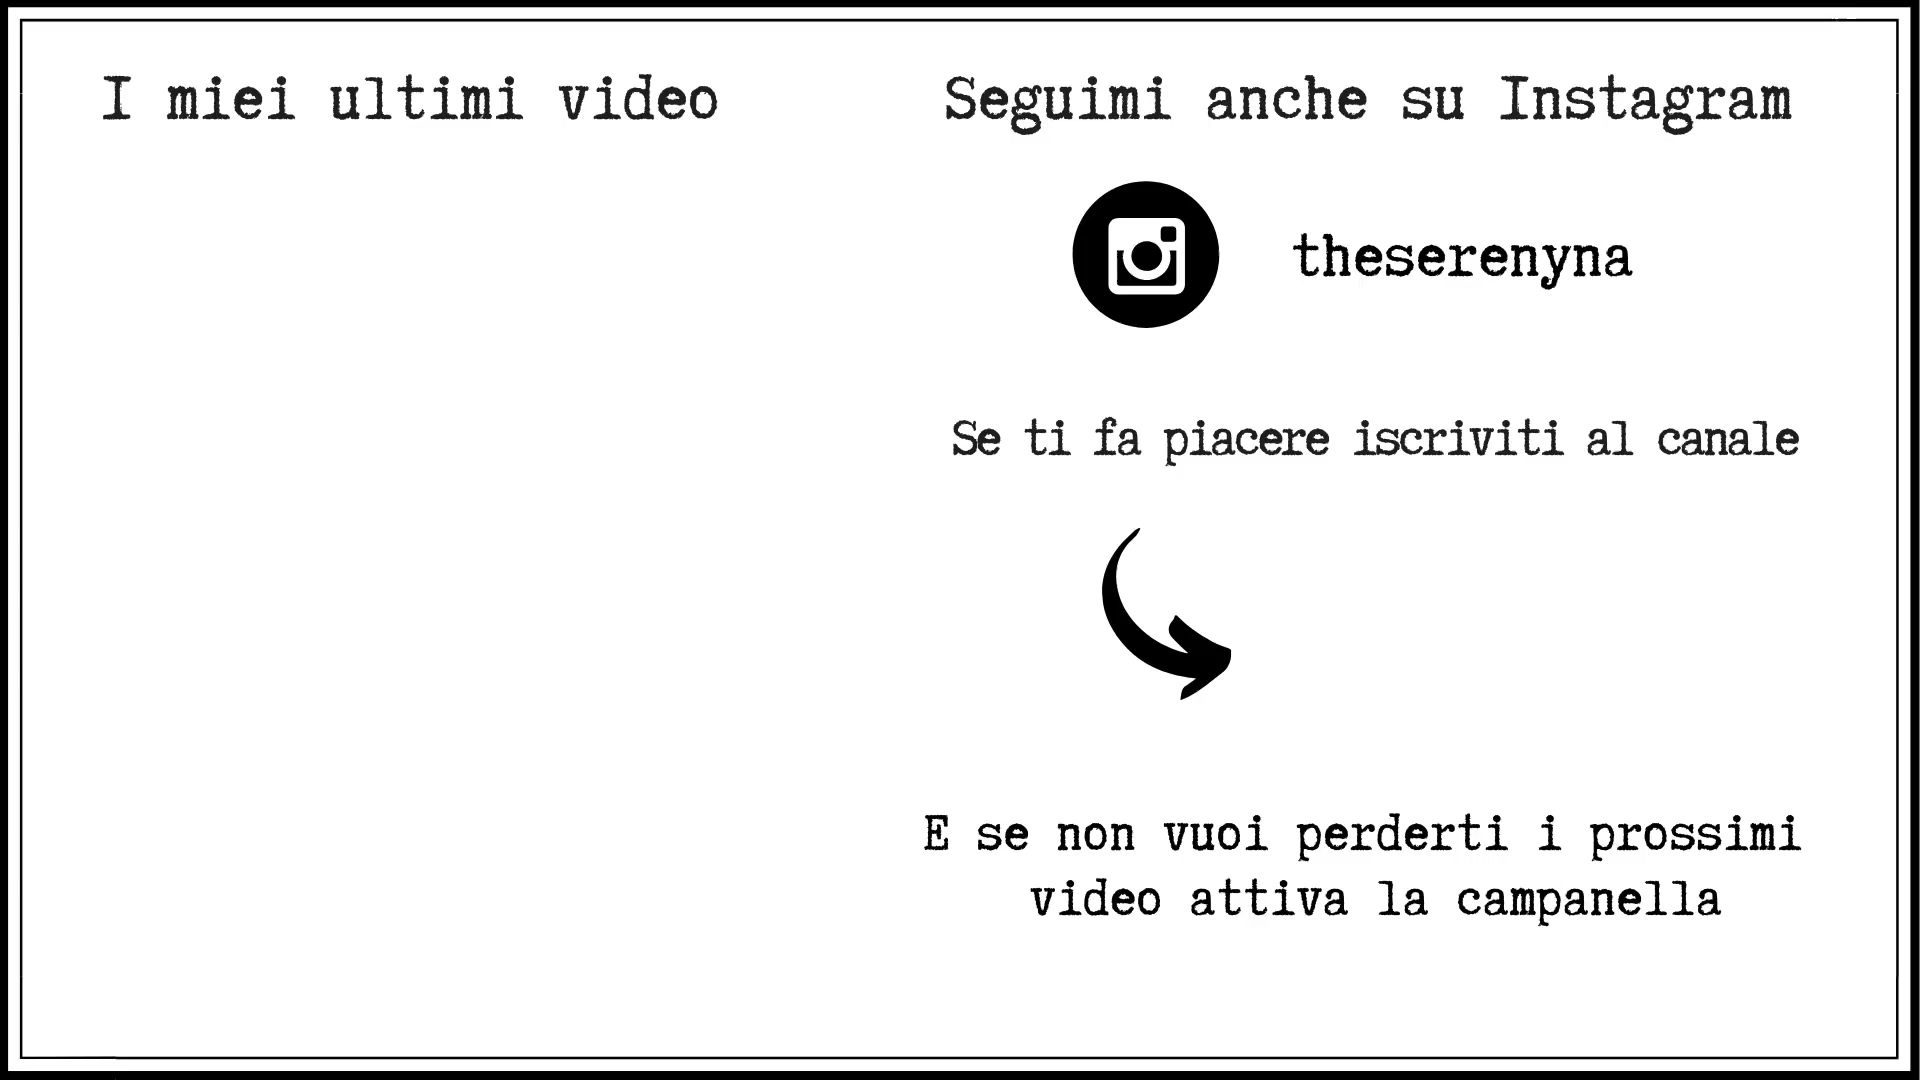 I miei ultimi video
Seguimi anche su Instagram
theserenyna
Se ti fa piacere iscriviti al canale
E se non vuoi perderti i prossimi
video attiva la campanella